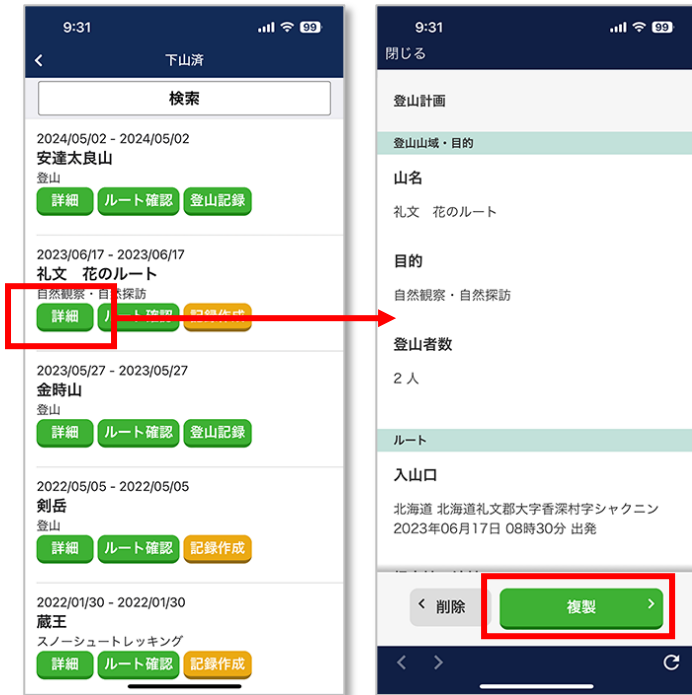 9:31
99
下山済
検索
2024/05/02 - 2024/05/02
安達太良山
登山
詳細 ルート確認 登山記録
2023/06/17 - 2023/06/17
礼文　花のルート
自然観察・自然探訪
詳細 ルート確認 記録作成
2023/05/27 - 2023/05/27
金時山
登山
詳細 ルート確認 登山記録
2022/05/05 - 2022/05/05
剣岳
登山
詳細 ルート確認 記録作成
2022/01/30 - 2022/01/30
蔵王
スノーシュートレッキング
詳細 ルート確認 記録作成
9:31
99
閉じる
登山計画
登山山域・目的
山名
礼文　花のルート
目的
自然観察・自然探訪
登山者数
2 人
ルート
入山口
北海道 北海道礼文郡大字香深村字シャクニン
2023年06月17日 08時30分 出発
削除 複製